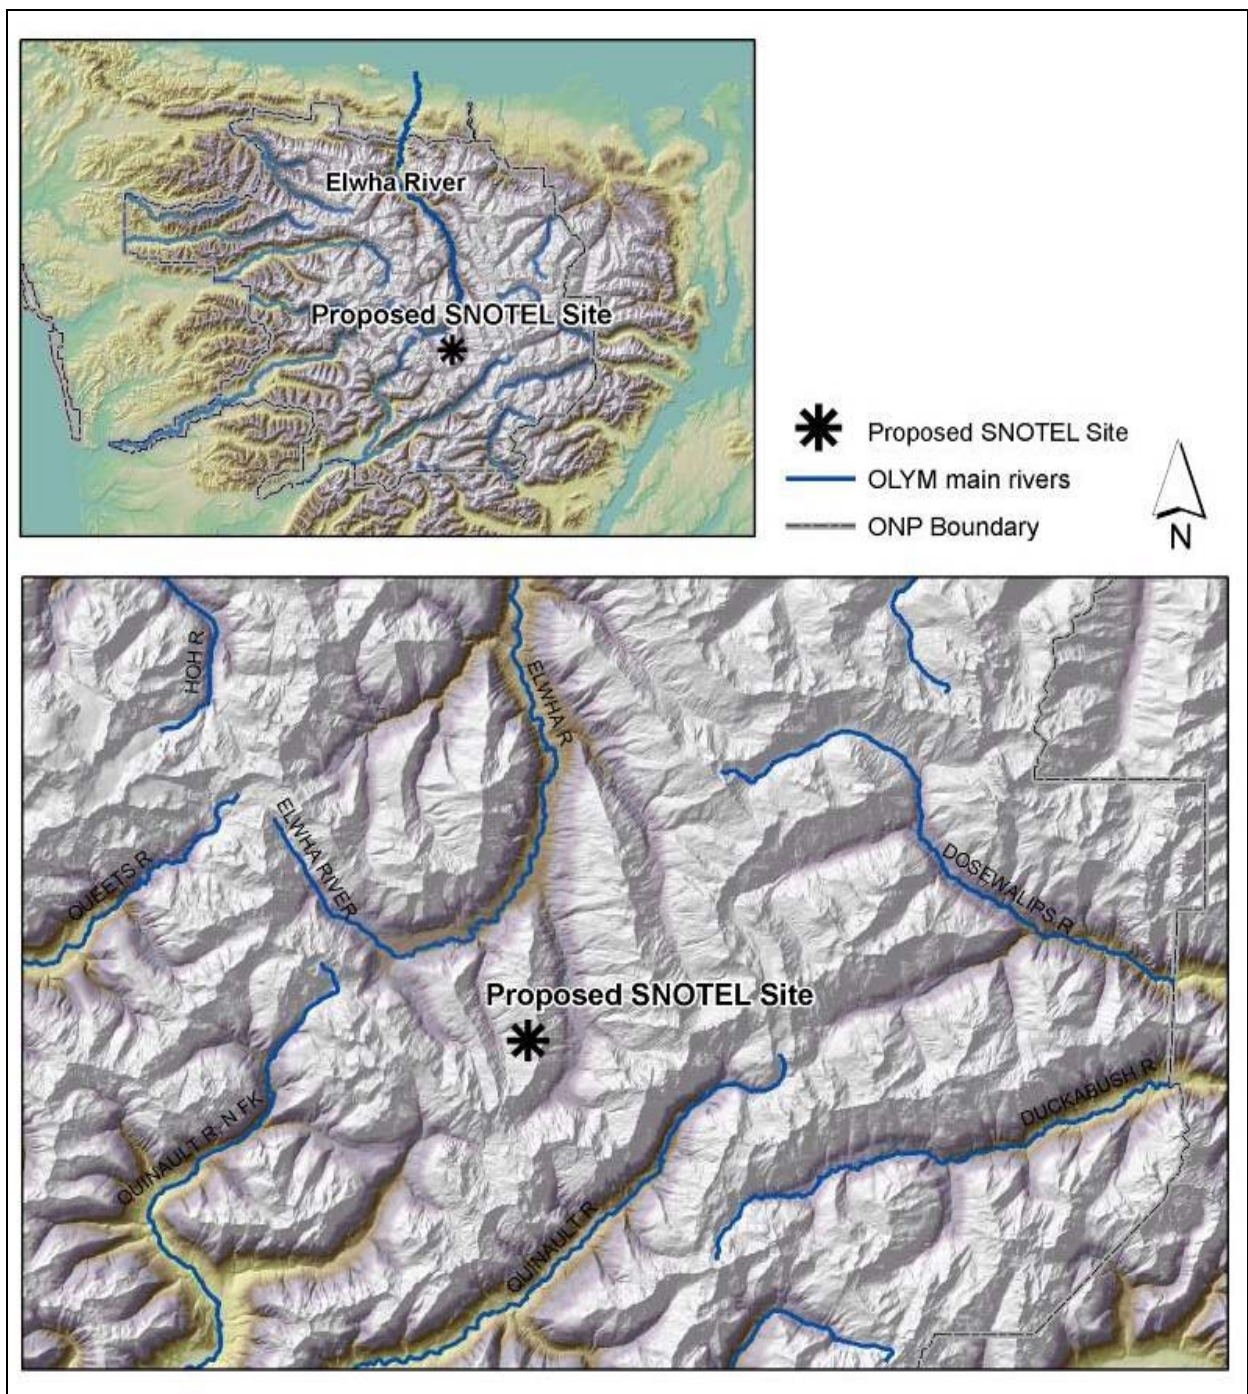 Elwha River
Proposed SNOTEL Site
Proposed SNOTEL Site
OLYM main rivers
ONP Boundary
N
HOH R
ELWHA R
ELWHA RIVER
QUEETS R
DOSEWALIPS R
Proposed SNOTEL Site
DUCKABUSH R
QUINAULT R- N FK
QUINAULT R